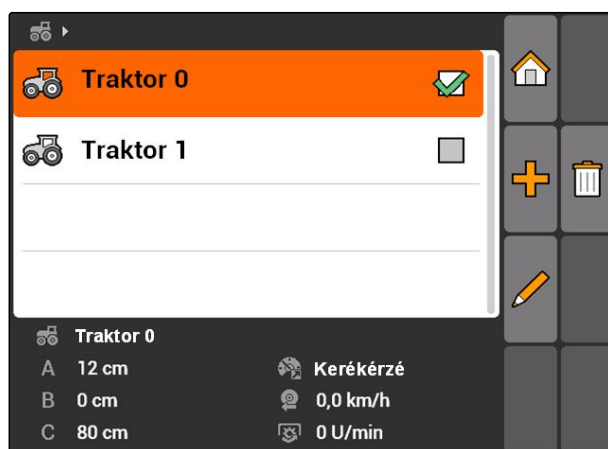 Traktor 0
Traktor 1
Traktor 0
A 12 cm Kerékérzé
B 0 cm 0,0 km/h
C 80 cm 0 U/min